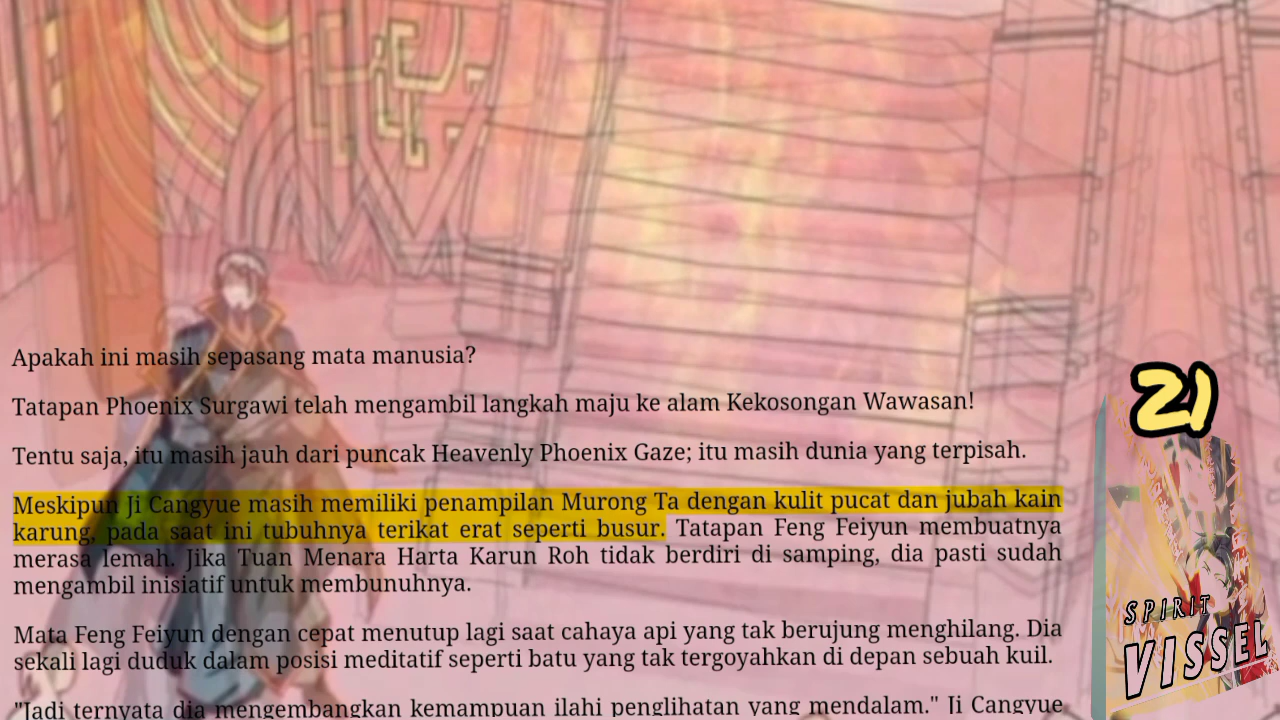 Apakah ini masih sepasang mata manusia?
Tatapan Phoenix Surgawi telah mengambil langkah maju ke alam Kekosongan Wawasan!
Tentu saja, itu masih jauh dari puncak Heavenly Phoenix Gaze; itu masih dunia yang terpisah.
Meskipun Ji Cangyue masih memiliki penampilan Murong Ta dengan kulit pucat dan jubah kain
karung, pada saat ini tubuhnya terikat erat seperti busur. Tatapan Feng Feiyun membuatnya
merasa lemah. Jika Tuan Menara Harta Karun Roh tidak berdiri di samping, dia pasti sudah
mengambil inisiatif untuk membunuhnya.
Mata Feng Feiyun dengan cepat menutup lagi saat cahaya api yang tak berujung menghilang. Dia
sekali lagi duduk dalam posisi meditatif seperti batu yang tak tergoyahkan di depan sebuah kuil.
"Jadi ternyata dia mengembangkan kemampuan ilahi penglihatan yang mendalam." Ji Cangyue
21
SPIRIT
VISSEL